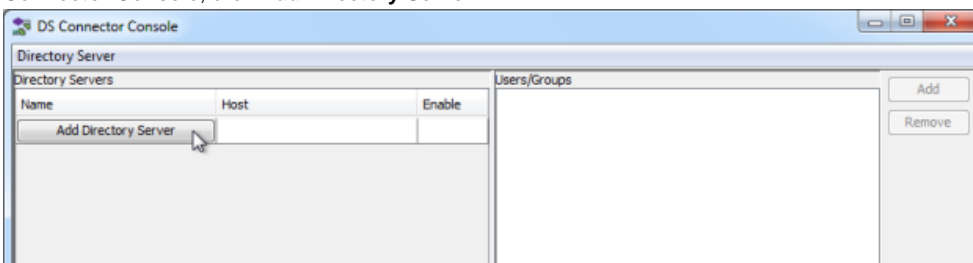 DS Connector Console
Directory Server
Directory Servers
Users/Groups
Add
Name Host Enable
Remove
Add Directory Server